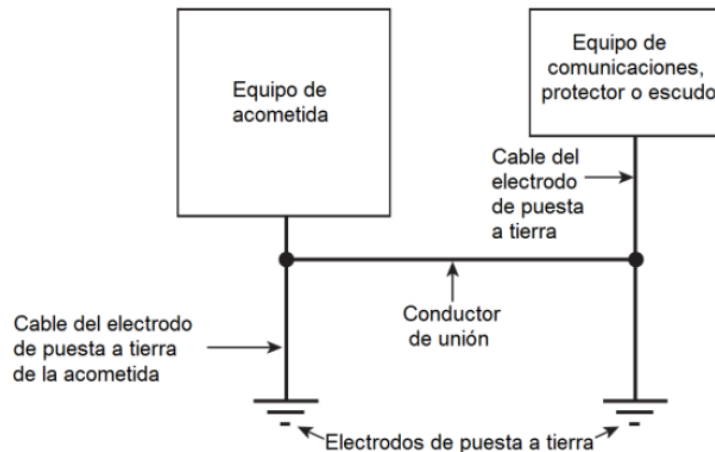 Equipo de
acometida
Equipo de
comunicaciones,
protector o escudo
Cable del
electrodo
de puesta
a tierra
Conductor
de unión
Cable del electrodo
de puesta a tierra
de la acometida
Electrodos de puesta a tierra